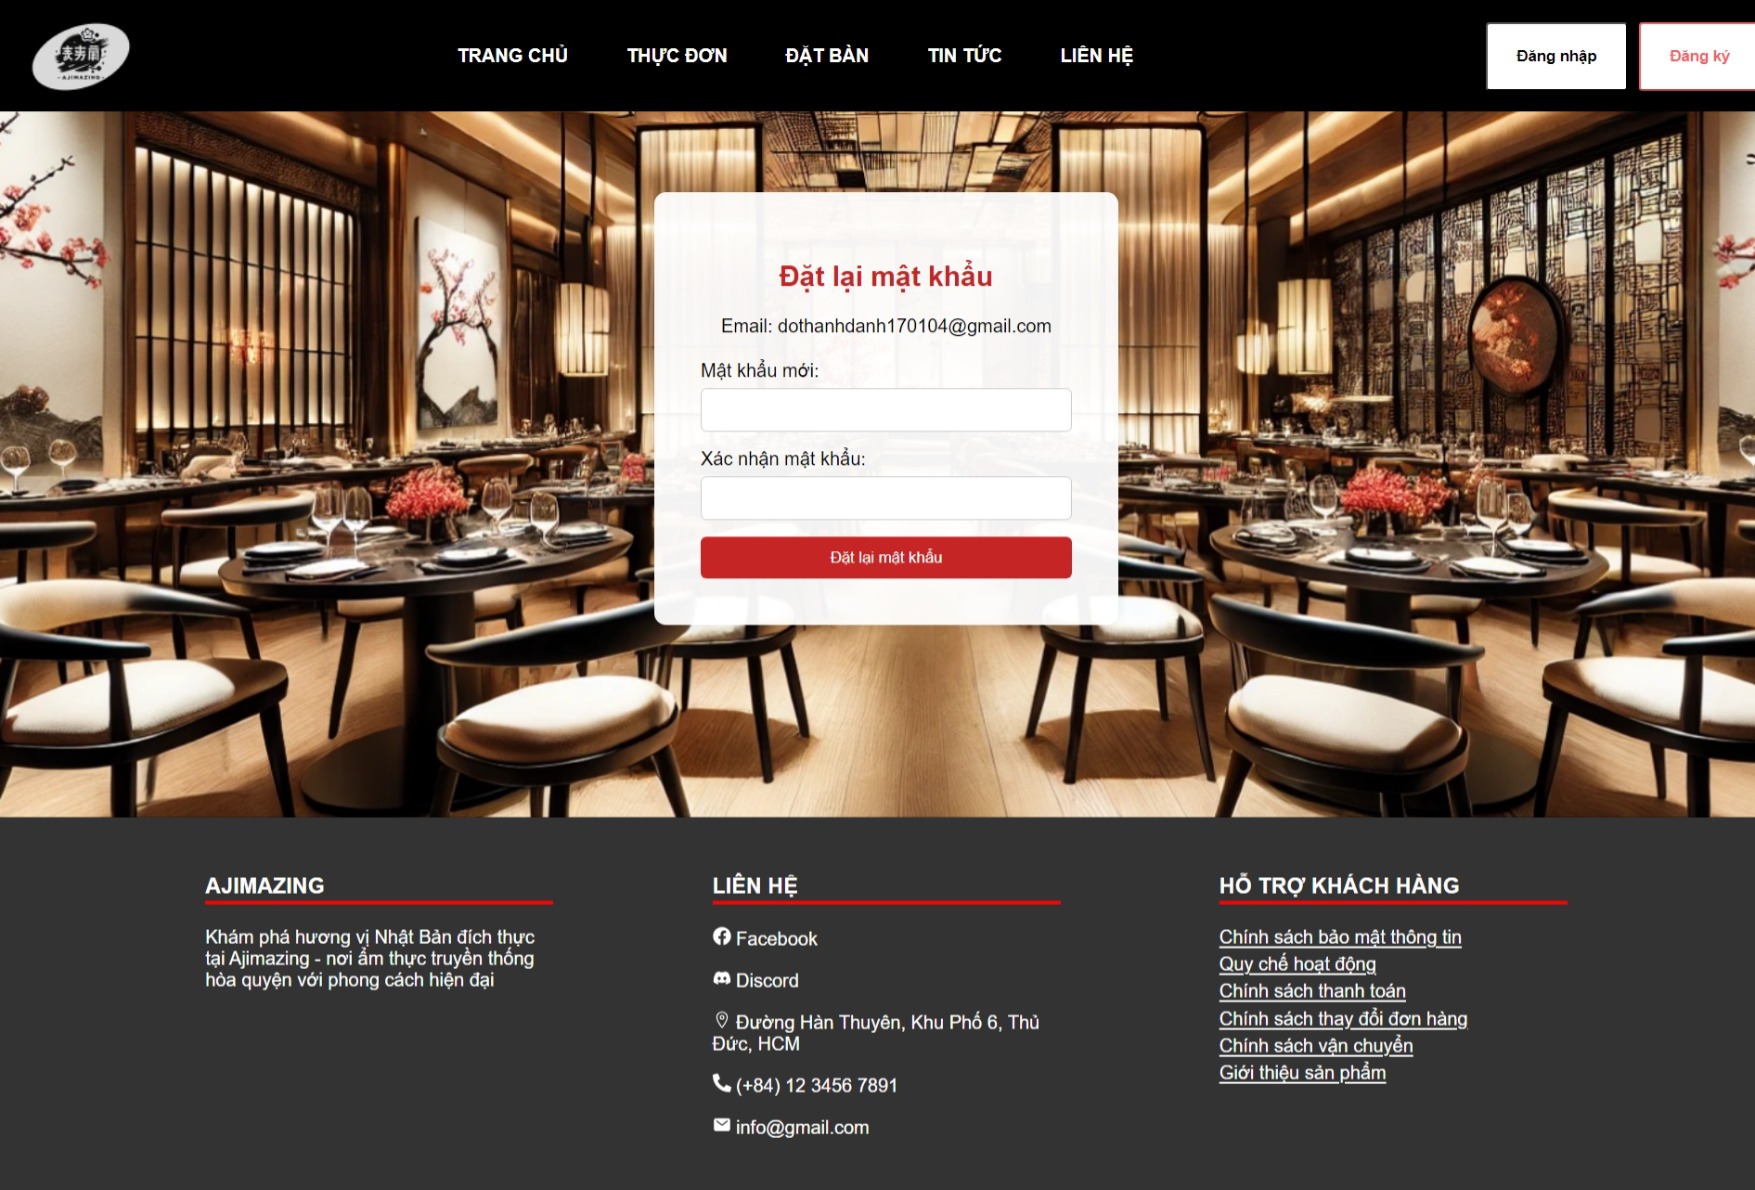 AJIMAZING
TRANG CHỦ
THỰC ĐƠN
ĐẶT BÀN
TIN TỨC
LIÊN HỆ
Đăng nhập
Đăng ký
Đặt lại mật khẩu
Email: dothanhdanh170104@gmail.com
Mật khẩu mới:
Xác nhận mật khẩu:
Đặt lại mật khẩu
AJIMAZING
Khám phá hương vị Nhật Bản đích thực
tại Ajimazing - nơi ẩm thực truyền thống
hòa quyện với phong cách hiện đại
LIÊN HỆ
Facebook
Discord
Đường Hàn Thuyên, Khu Phố 6, Thủ
Đức, HCM
(+84) 12 3456 7891
info@gmail.com
HỖ TRỢ KHÁCH HÀNG
Chính sách bảo mật thông tin
Quy chế hoạt động
Chính sách thanh toán
Chính sách thay đổi đơn hàng
Chính sách vận chuyển
Giới thiệu sản phẩm